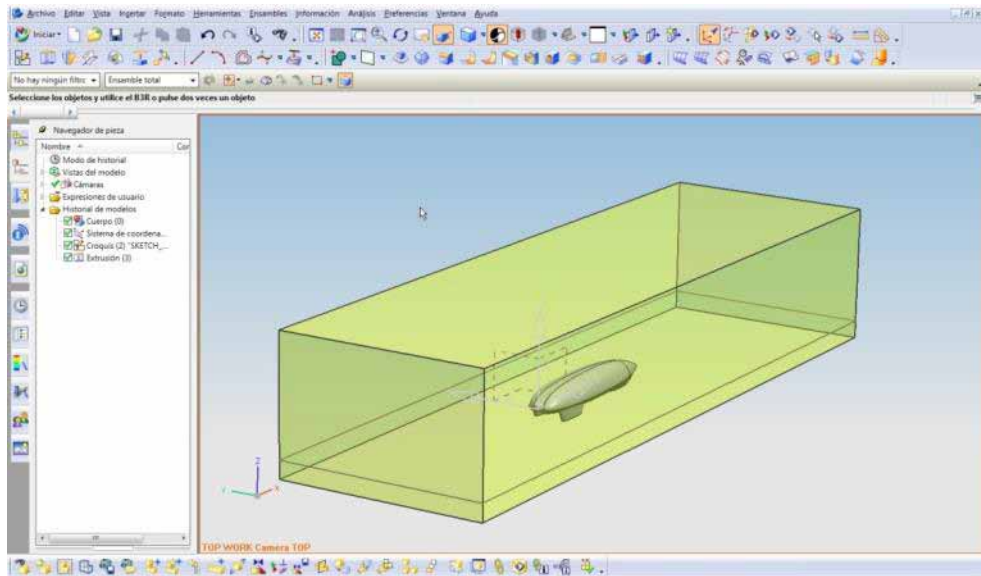 Archivo Editar Vista Insertar Formato Herramientas Ensambles Información Análisis Preferencias Ventana Ayuda
Iniciar
No hay ningún filtro Ensamble total
Seleccione los objetos y utilice el B3R o pulse dos veces un objeto
Navegador de pieza
Nombre
Modo de historial
Vistas del modelo
Cámaras
Expresiones de usuario
Historial de modelos
Cuerpo (0)
Sistema de coordena...
Croquis (2) "SKETCH_...
Extrusión (3)
Z
Y
X
TOP WORK Camera TOP